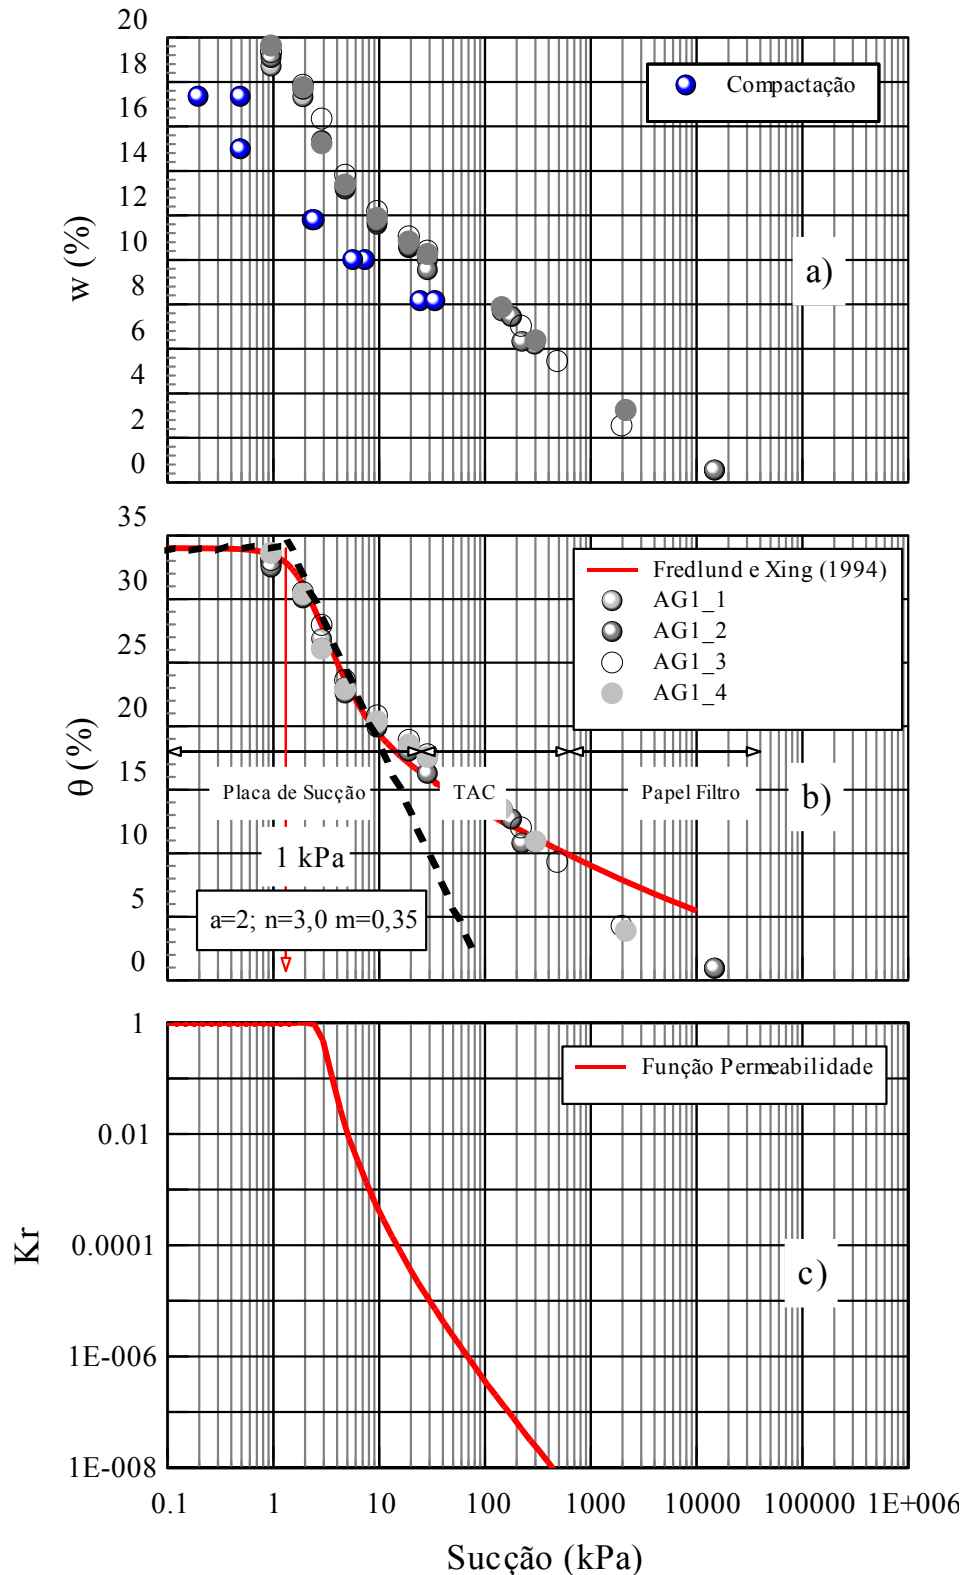 20
18
16
14
12
10
8
6
4
2
0
w (%)
Compactação
a)
35
30
25
20
15
10
5
0
θ (%)
Fredlund e Xing (1994)
AG1_1
AG1_2
AG1_3
AG1_4
Placa de Sucção
TAC
Papel Filtro
b)
1 kPa
a=2; n=3,0 m=0,35
1
0.01
0.0001
1E-006
1E-008
Kr
Função Permeabilidade
c)
0.1 1 10 100 1000 10000 100000 1E+006
Sucção (kPa)